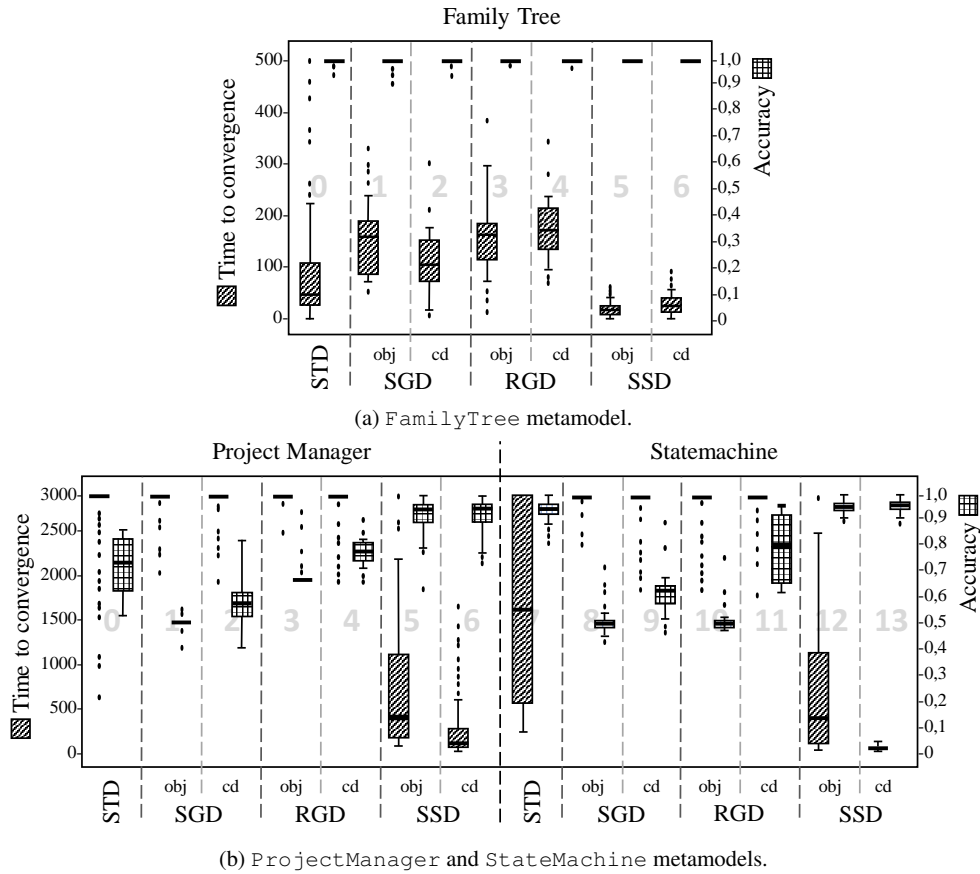 Family Tree
500
400
300
200
100
0
Time to convergence
0 1 2 3 4 5 6
1,0
0,9
0,8
0,7
0,6
0,5
0,4
0,3
0,2
0,1
0
Accuracy
STD
obj cd obj cd obj cd
SGD RGD SSD
(a) FamilyTree metamodel.
Project Manager Statemachine
3000
2500
2000
1500
1000
500
0
Time to convergence
0 1 2 3 4 5 6 7 8 9 10 11 12 13
1,0
0,9
0,8
0,7
0,6
0,5
0,4
0,3
0,2
0,1
0
Accuracy
STD
obj cd obj cd obj cd
SGD RGD SSD
STD
obj cd obj cd obj cd
SGD RGD SSD
(b) ProjectManager and StateMachine metamodels.